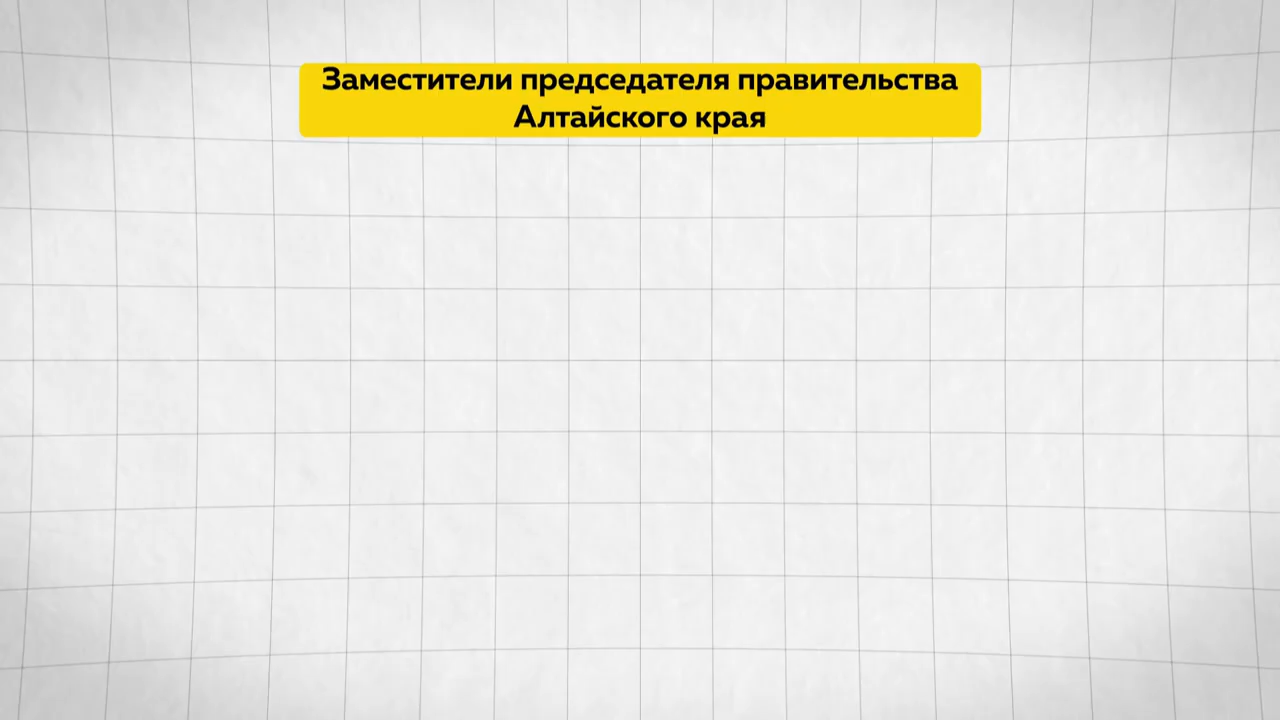 Заместители председателя правительства
Алтайского края